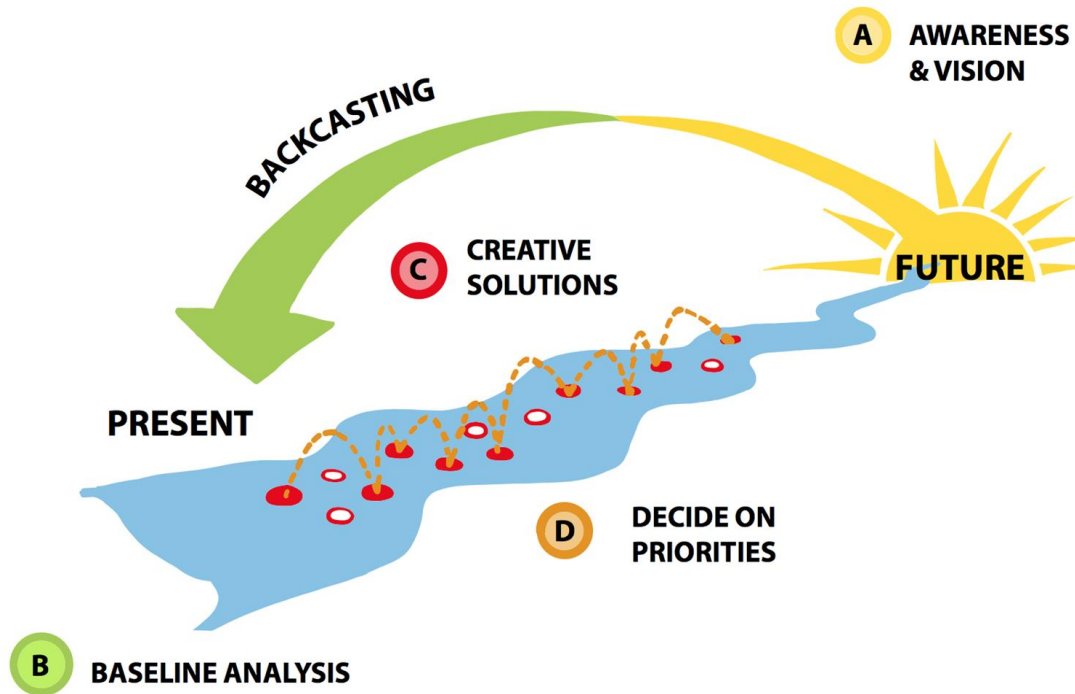 A
AWARENESS
& VISION
BACKCASTING
FUTURE
C
CREATIVE
SOLUTIONS
PRESENT
D
DECIDE ON
PRIORITIES
B
BASELINE ANALYSIS